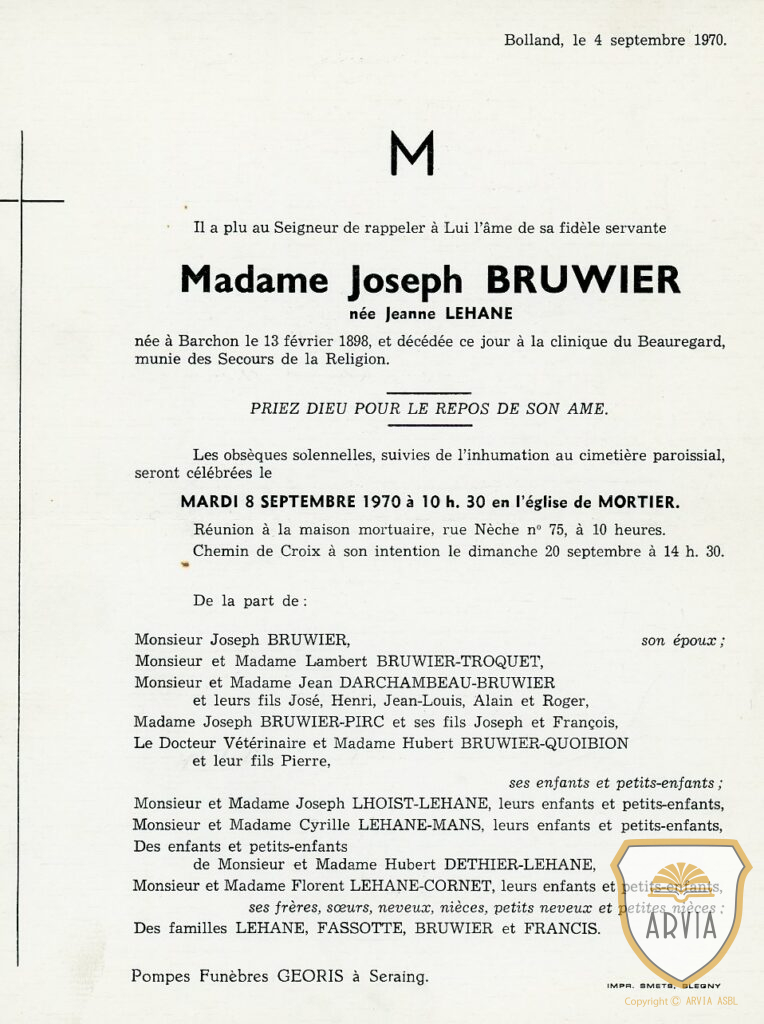 Bolland, le 4 septembre 1970.
M
Il a plu au Seigneur de rappeler à Lui l'âme de sa fidèle servante
Madame Joseph BRUWIER
née Jeanne LEHANE
née à Barchon le 13 février 1898, et décédée ce jour à la clinique du Beauregard,
munie des Secours de la Religion.
PRIEZ DIEU POUR LE REPOS DE SON AME.
Les obsèques solennelles, suivies de l'inhumation au cimetière paroissial,
seront célébrées le
MARDI 8 SEPTEMBRE 1970 à 10 h. 30 en l'église de MORTIER.
Réunion à la maison mortuaire, rue Nèche n° 75, à 10 heures.
Chemin de Croix à son intention le dimanche 20 septembre à 14 h. 30.
De la part de :
Monsieur Joseph BRUWIER, son époux ;
Monsieur et Madame Lambert BRUWIER-TROQUET,
Monsieur et Madame Jean DARCHAMBEAU-BRUWIER
et leurs fils José, Henri, Jean-Louis, Alain et Roger,
Madame Joseph BRUWIER-PIRC et ses fils Joseph et François,
Le Docteur Vétérinaire et Madame Hubert BRUWIER-QUOIBION
et leur fils Pierre,
ses enfants et petits-enfants ;
Monsieur et Madame Joseph LHOIST-LEHANE, leurs enfants et petits-enfants,
Monsieur et Madame Cyrille LEHANE-MANS, leurs enfants et petits-enfants,
Des enfants et petits-enfants
de Monsieur et Madame Hubert DETHIER-LEHANE,
Monsieur et Madame Florent LEHANE-CORNET, leurs enfants et petits-enfants,
ses frères, sœurs, neveux, nièces, petits neveux et petites nièces ;
Des familles LEHANE, FASSOTTE, BRUWIER et FRANCIS.
ARVIA
Pompes Funèbres GEORIS à Seraing.
IMPR. SMETS, BLEGNY
Copyright © ARVIA ASBL